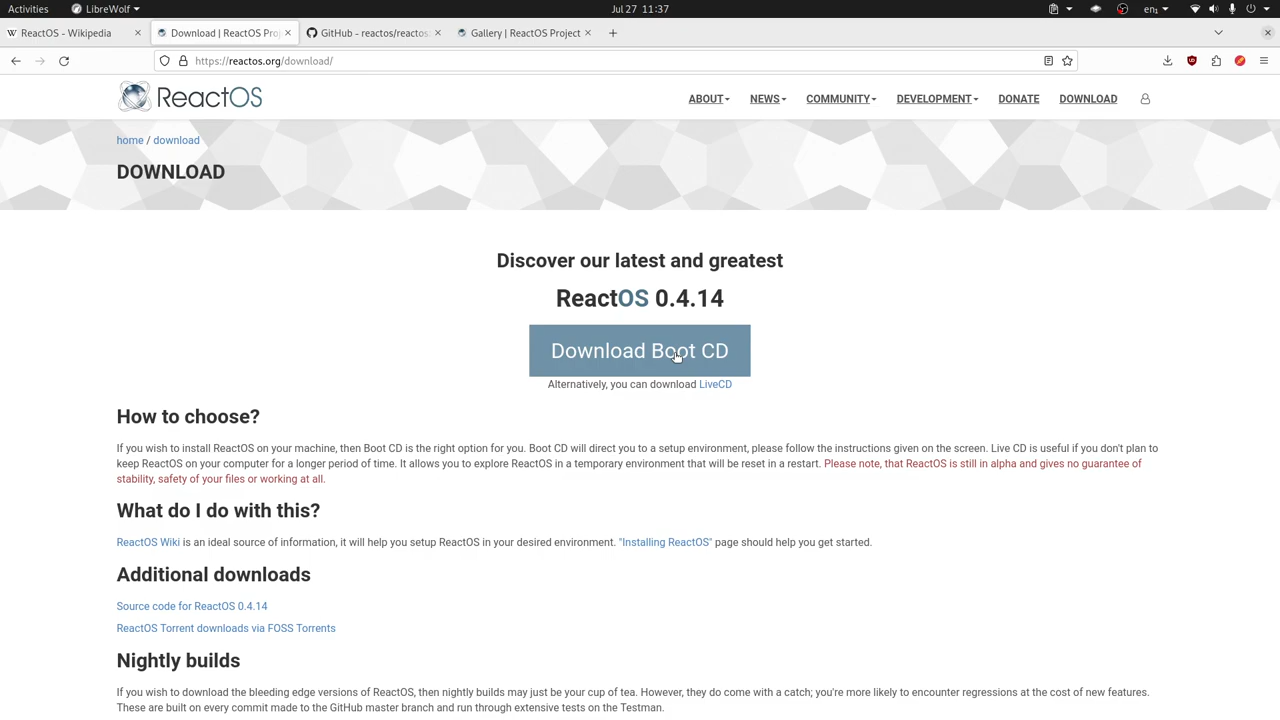 Activities LibreWolf Jul 27 11:37 en1
ReactOS - Wikipedia Download | ReactOS Pro GitHub - reactos/reactos: Gallery | ReactOS Project
https://reactos.org/download/
ReactOS ABOUT NEWS COMMUNITY DEVELOPMENT DONATE DOWNLOAD
home / download
DOWNLOAD
Discover our latest and greatest
ReactOS 0.4.14
Download Boot CD
Alternatively, you can download LiveCD
How to choose?
If you wish to install ReactOS on your machine, then Boot CD is the right option for you. Boot CD will direct you to a setup environment, please follow the instructions given on the screen. Live CD is useful if you don't plan to
keep ReactOS on your computer for a longer period of time. It allows you to explore ReactOS in a temporary environment that will be reset in a restart. Please note, that ReactOS is still in alpha and gives no guarantee of
stability, safety of your files or working at all.
What do I do with this?
ReactOS Wiki is an ideal source of information, it will help you setup ReactOS in your desired environment. "Installing ReactOS" page should help you get started.
Additional downloads
Source code for ReactOS 0.4.14
ReactOS Torrent downloads via FOSS Torrents
Nightly builds
If you wish to download the bleeding edge versions of ReactOS, then nightly builds may just be your cup of tea. However, they do come with a catch; you're more likely to encounter regressions at the cost of new features.
These are built on every commit made to the GitHub master branch and run through extensive tests on the Testman.